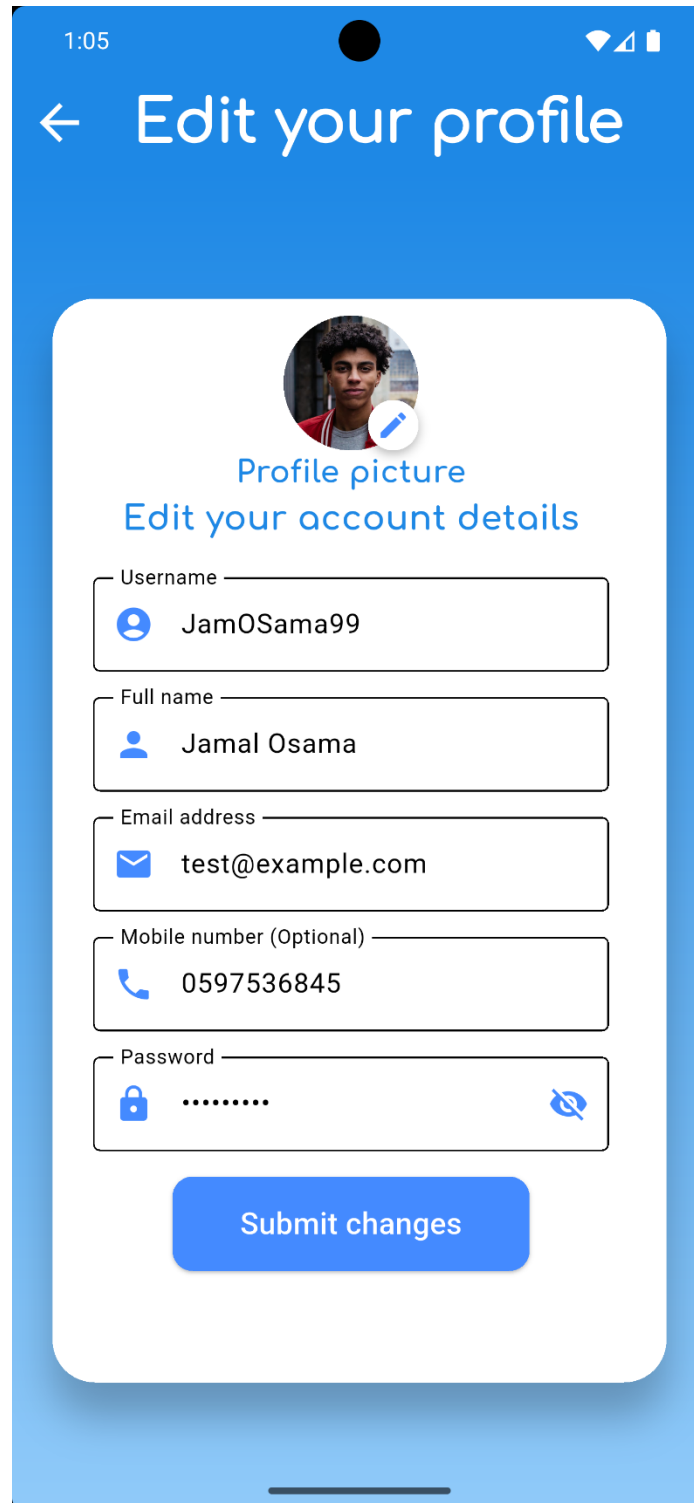 1:05
Edit your profile
Profile picture
Edit your account details
Username
JamOSama99
Full name
Jamal Osama
Email address
test@example.com
Mobile number (Optional)
0597536845
Password
•••••••••
Submit changes